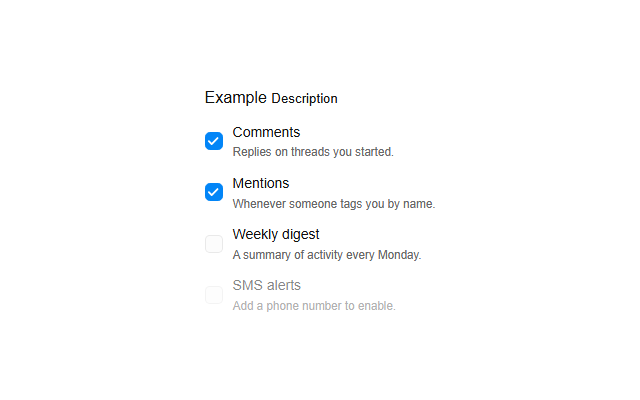 Example Description
Comments
Replies on threads you started.
Mentions
Whenever someone tags you by name.
Weekly digest
A summary of activity every Monday.
SMS alerts
Add a phone number to enable.